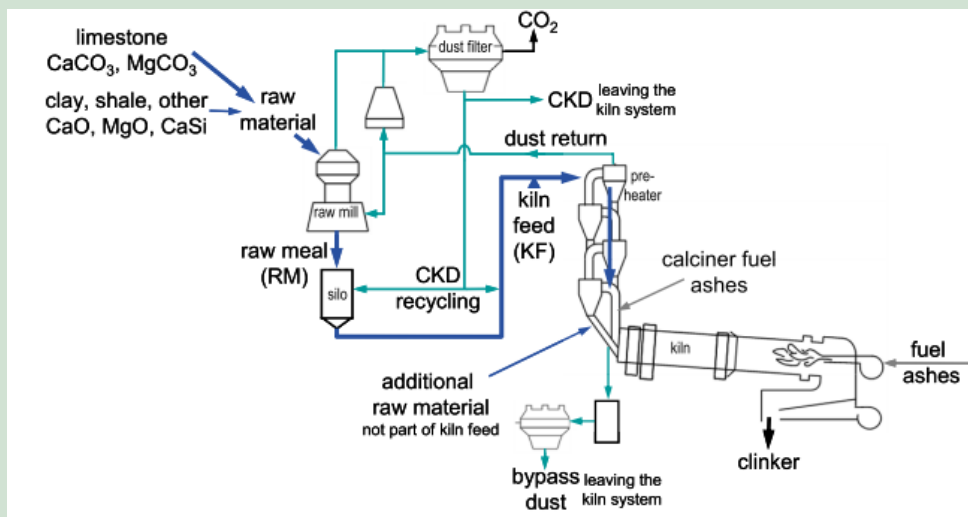 limestone
CaCO₃, MgCO₃
clay, shale, other
CaO, MgO, CaSi
raw
material
dust filter
CO₂
CKD leaving the
kiln system
dust return
pre-
heater
raw mill
kiln
feed
(KF)
raw meal
(RM)
CKD
recycling
silo
calciner fuel
ashes
kiln
fuel
ashes
additional
raw material
not part of kiln feed
clinker
bypass
dust
leaving the
kiln system